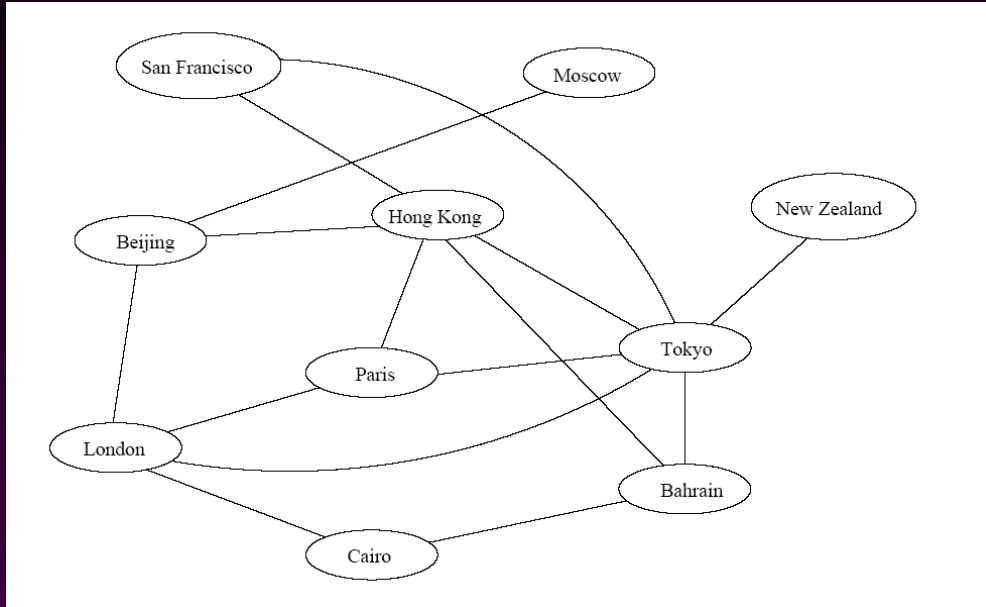 San Francisco
Moscow
New Zealand
Hong Kong
Beijing
Tokyo
Paris
London
Bahrain
Cairo